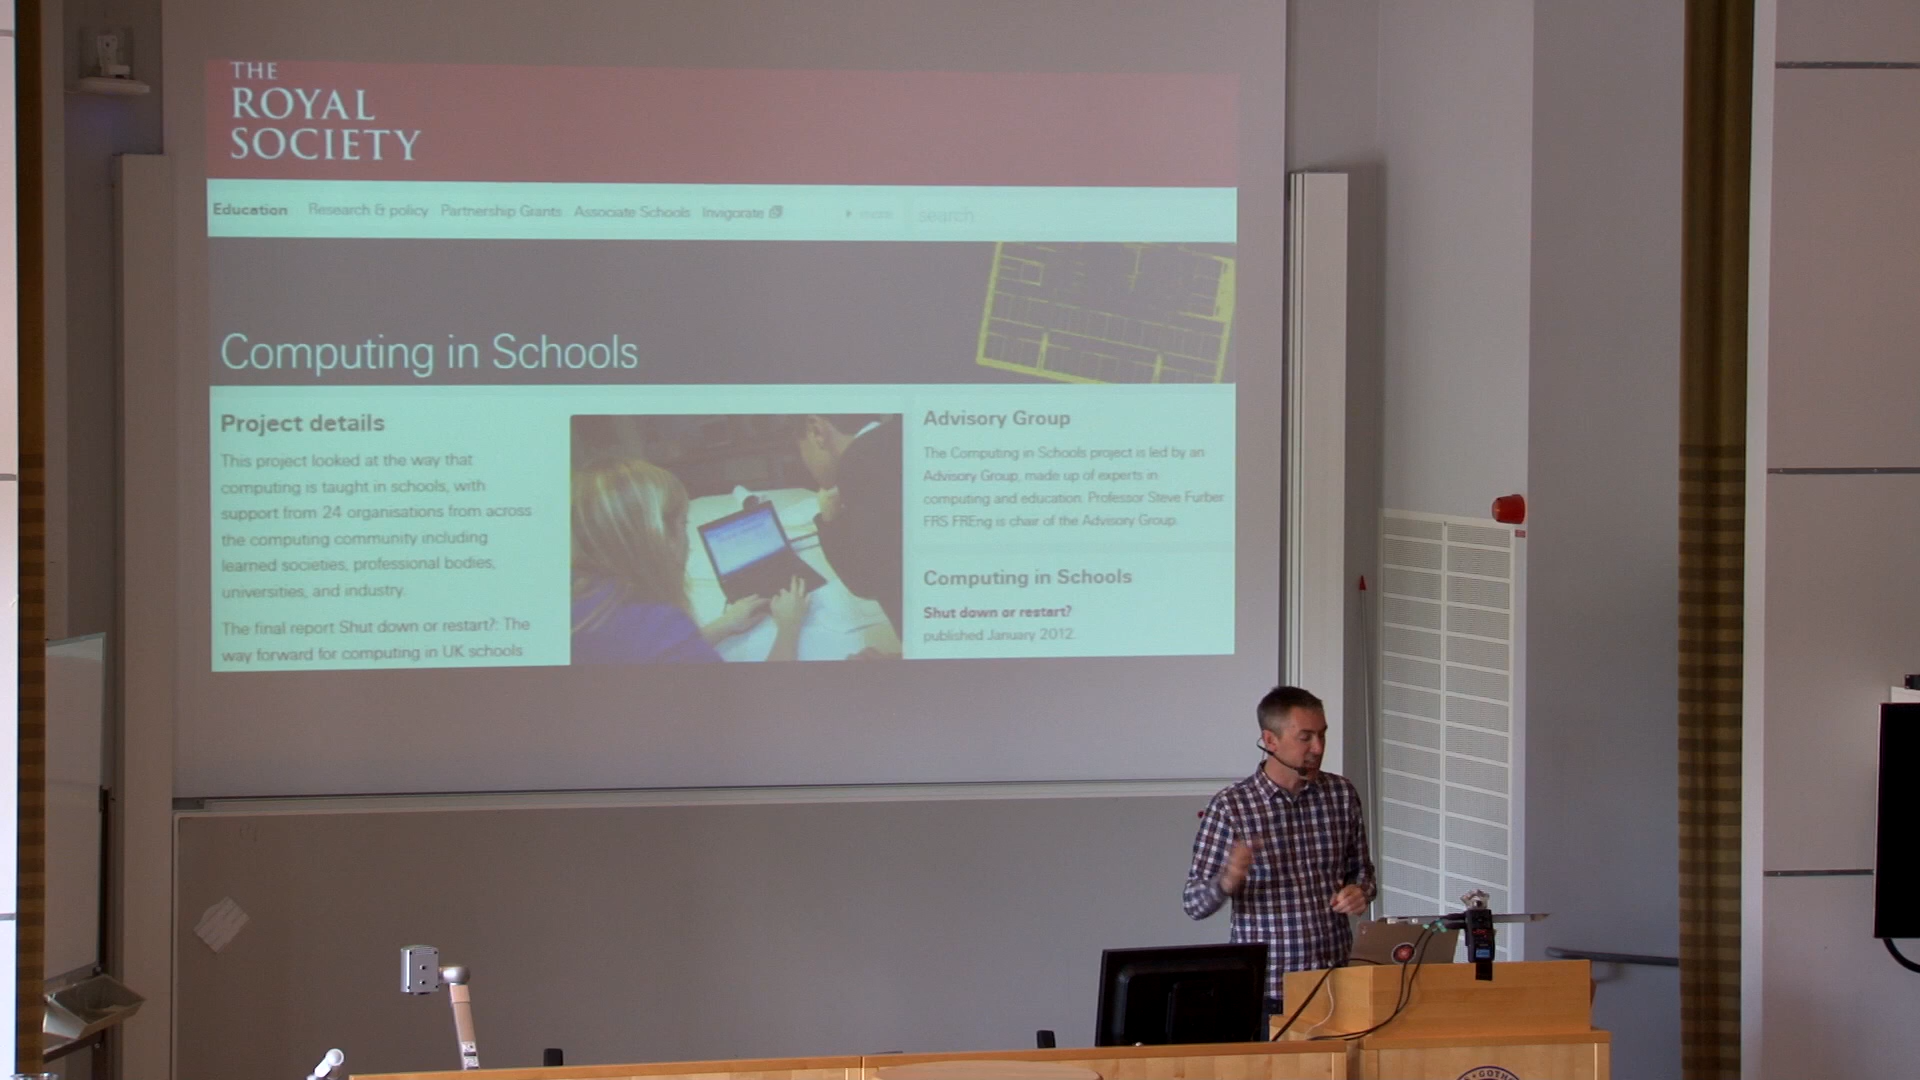 THE
ROYAL
SOCIETY
Education Research & policy Partnership Grants Associate Schools Invigorate
search
Computing in Schools
Project details
This project looked at the way that
computing is taught in schools, with
support from 24 organisations from across
the computing community including
learned societies, professional bodies,
universities, and industry.
The final report Shut down or restart?: The
way forward for computing in UK schools
Advisory Group
The Computing in Schools project is led by an
Advisory Group, made up of experts in
computing and education. Professor Steve Furber
FRS FREng is chair of the Advisory Group.
Computing in Schools
Shut down or restart?
published January 2012.